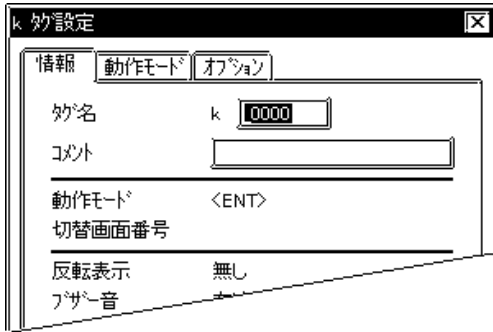 k ﾀｸﾞ設定
情報 動作ﾓｰﾄﾞ ｵﾌﾟｼｮﾝ
ﾀｸﾞ名 k 0000
ｺﾒﾝﾄ
動作ﾓｰﾄﾞ <ENT>
切替画面番号
反転表示 無し
ﾌﾞｻﾞｰ音